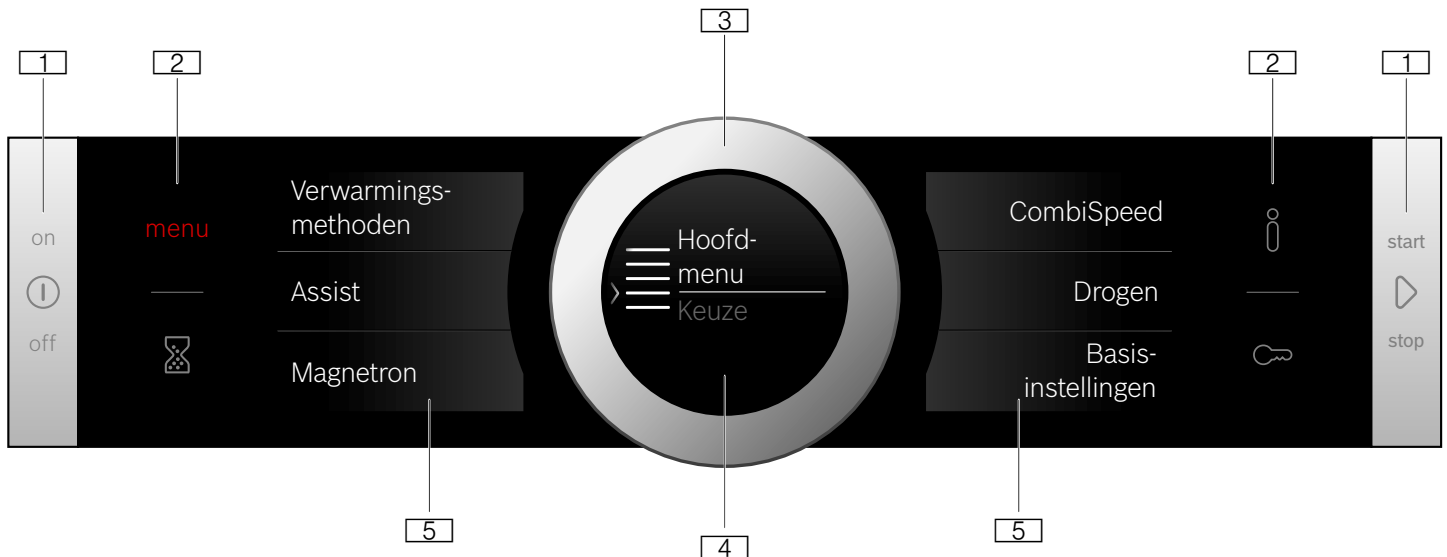 3
1
2
2
1
on
off
menu
Verwarmings-
methoden
Assist
Magnetron
Hoofd-
menu
Keuze
CombiSpeed
Drogen
Basis-
instellingen
start
stop
5
4
5